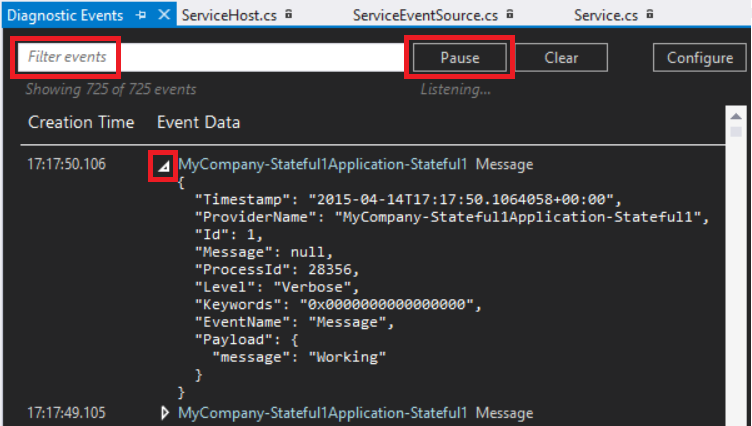 Diagnostic Events ServiceHost.cs ServiceEventSource.cs Service.cs
Filter events Pause Clear Configure
Showing 725 of 725 events Listening...
Creation Time Event Data
17:17:50.106 MyCompany-Stateful1Application-Stateful1 Message
{
"Timestamp": "2015-04-14T17:17:50.1064058+00:00",
"ProviderName": "MyCompany-Stateful1Application-Stateful1",
"Id": 1,
"Message": null,
"ProcessId": 28356,
"Level": "Verbose",
"Keywords": "0x0000000000000000",
"EventName": "Message",
"Payload": {
"message": "Working"
}
}
17:17:49.105 MyCompany-Stateful1Application-Stateful1 Message